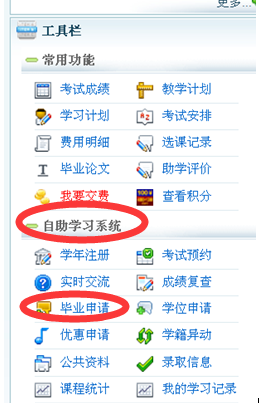 更多...
工具栏
常用功能
考试成绩 教学计划
学习计划 考试安排
费用明细 选课记录
毕业论文 助学评价
我要交费 查看积分
自助学习系统
学年注册 考试预约
实时交流 成绩复查
毕业申请 学位申请
优惠申请 学籍异动
公共资料 录取信息
课程统计 我的学习记录